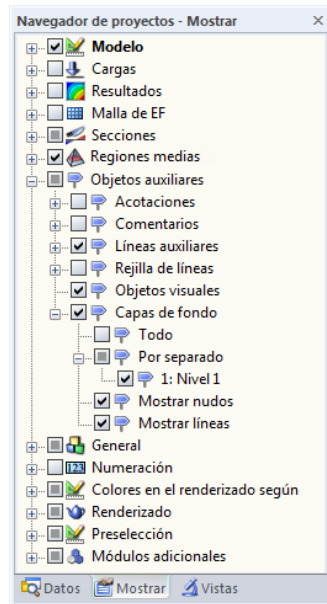 Navegador de proyectos - Mostrar
Modelo
Cargas
Resultados
Malla de EF
Secciones
Regiones medias
Objetos auxiliares
Acotaciones
Comentarios
Líneas auxiliares
Rejilla de líneas
Objetos visuales
Capas de fondo
Todo
Por separado
1: Nivel 1
Mostrar nudos
Mostrar líneas
General
123 Numeración
Colores en el renderizado según
Renderizado
Preselección
Módulos adicionales
Datos Mostrar Vistas